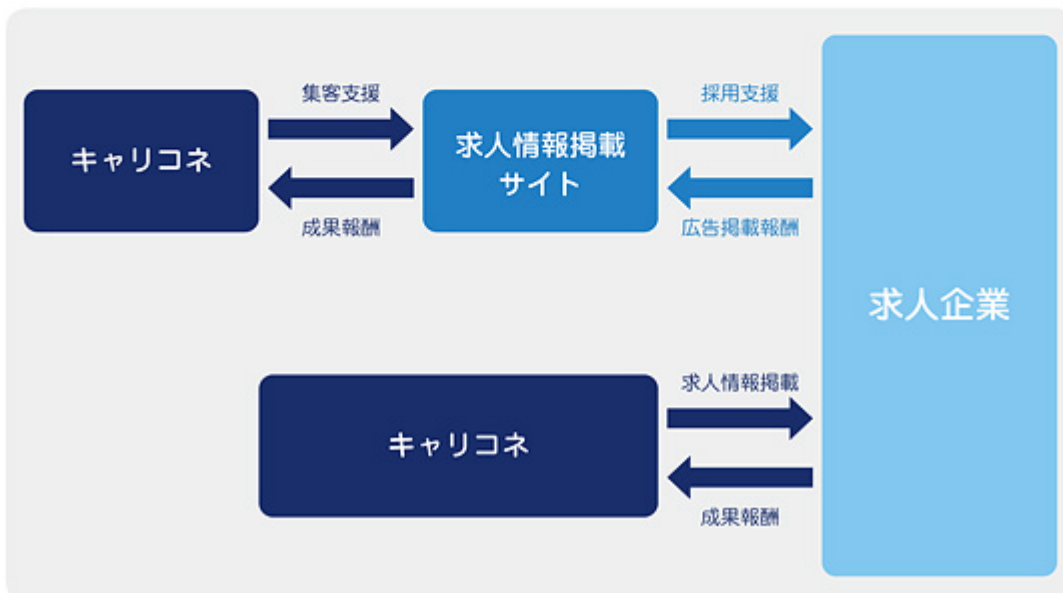 集客支援
採用支援
キャリコネ
求人情報掲載
サイト
成果報酬
広告掲載報酬
求人企業
求人情報掲載
キャリコネ
成果報酬